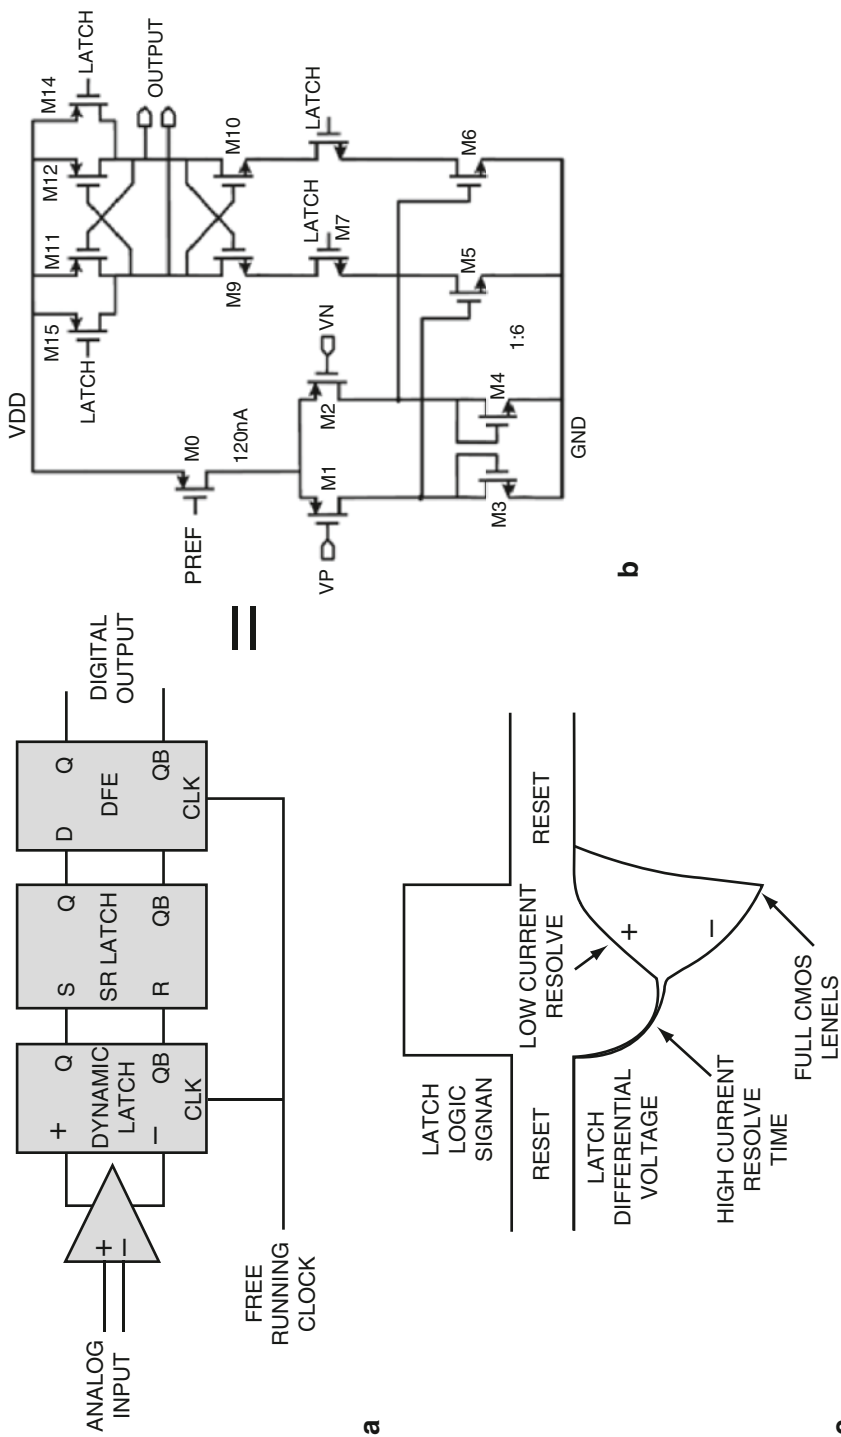 ANALOG
INPUT
+
−
+
−
DYNAMIC
LATCH
Q
QB
CLK
S
R
SR LATCH
Q
QB
D
DFE
Q
QB
CLK
DIGITAL
OUTPUT
FREE
RUNNING
CLOCK
a
VDD
PREF
M0
120nA
VP
M1
M2
VN
M3
M4
GND
1:6
M5
M6
LATCH
M7
LATCH
M9
M10
M11
M12
M15
LATCH
M14
LATCH
OUTPUT
b
LATCH
LOGIC
SIGNAN
RESET
RESET
LATCH
DIFFERENTIAL
VOLTAGE
LOW CURRENT
RESOLVE
+
−
HIGH CURRENT
RESOLVE
TIME
FULL CMOS
LENELS